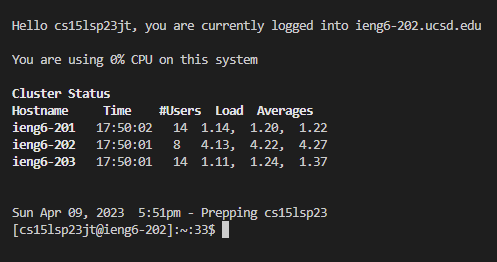 Hello cs15lsp23jt, you are currently logged into ieng6-202.ucsd.edu
You are using 0% CPU on this system
Cluster Status
Hostname     Time    #Users  Load  Averages
ieng6-201   17:50:02   14  1.14,  1.20,  1.22
ieng6-202   17:50:01   8   4.13,  4.22,  4.27
ieng6-203   17:50:01   14  1.11,  1.24,  1.37
Sun Apr 09, 2023  5:51pm - Prepping cs15lsp23
[cs15lsp23jt@ieng6-202]:~:33$